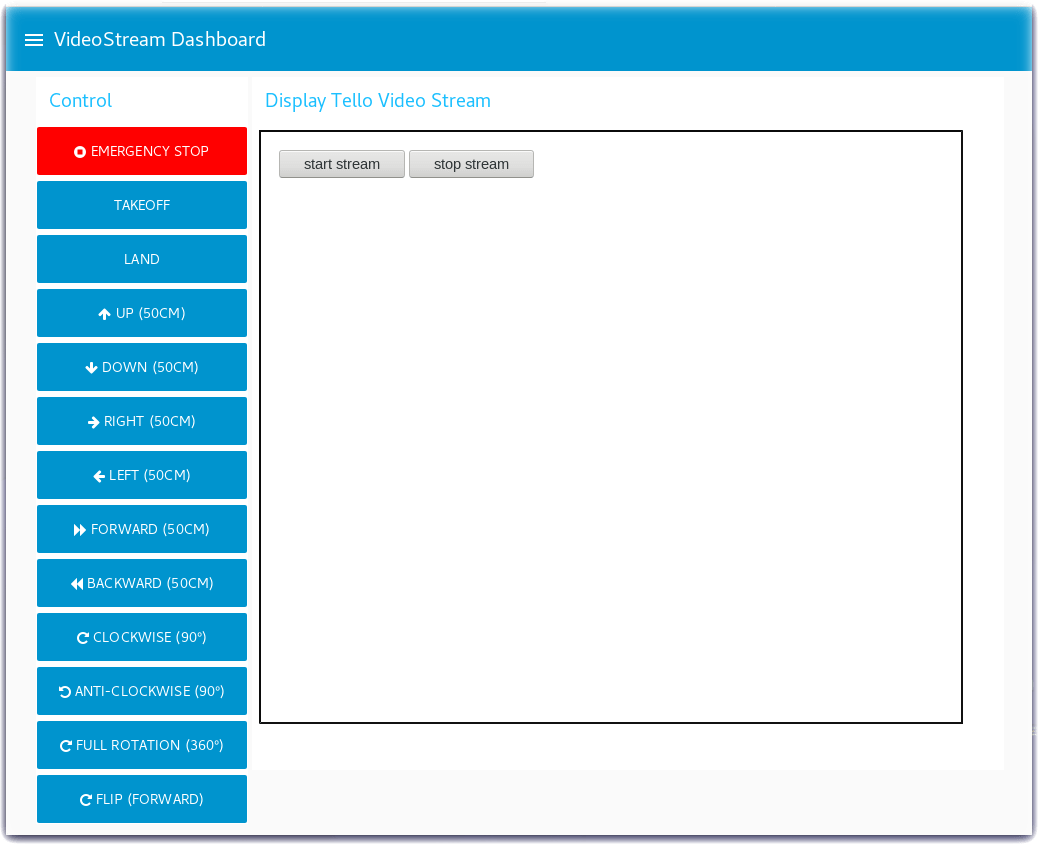 VideoStream Dashboard
Control
EMERGENCY STOP
TAKEOFF
LAND
UP (50CM)
DOWN (50CM)
RIGHT (50CM)
LEFT (50CM)
FORWARD (50CM)
BACKWARD (50CM)
CLOCKWISE (90º)
ANTI-CLOCKWISE (90º)
FULL ROTATION (360º)
FLIP (FORWARD)
Display Tello Video Stream
start stream stop stream